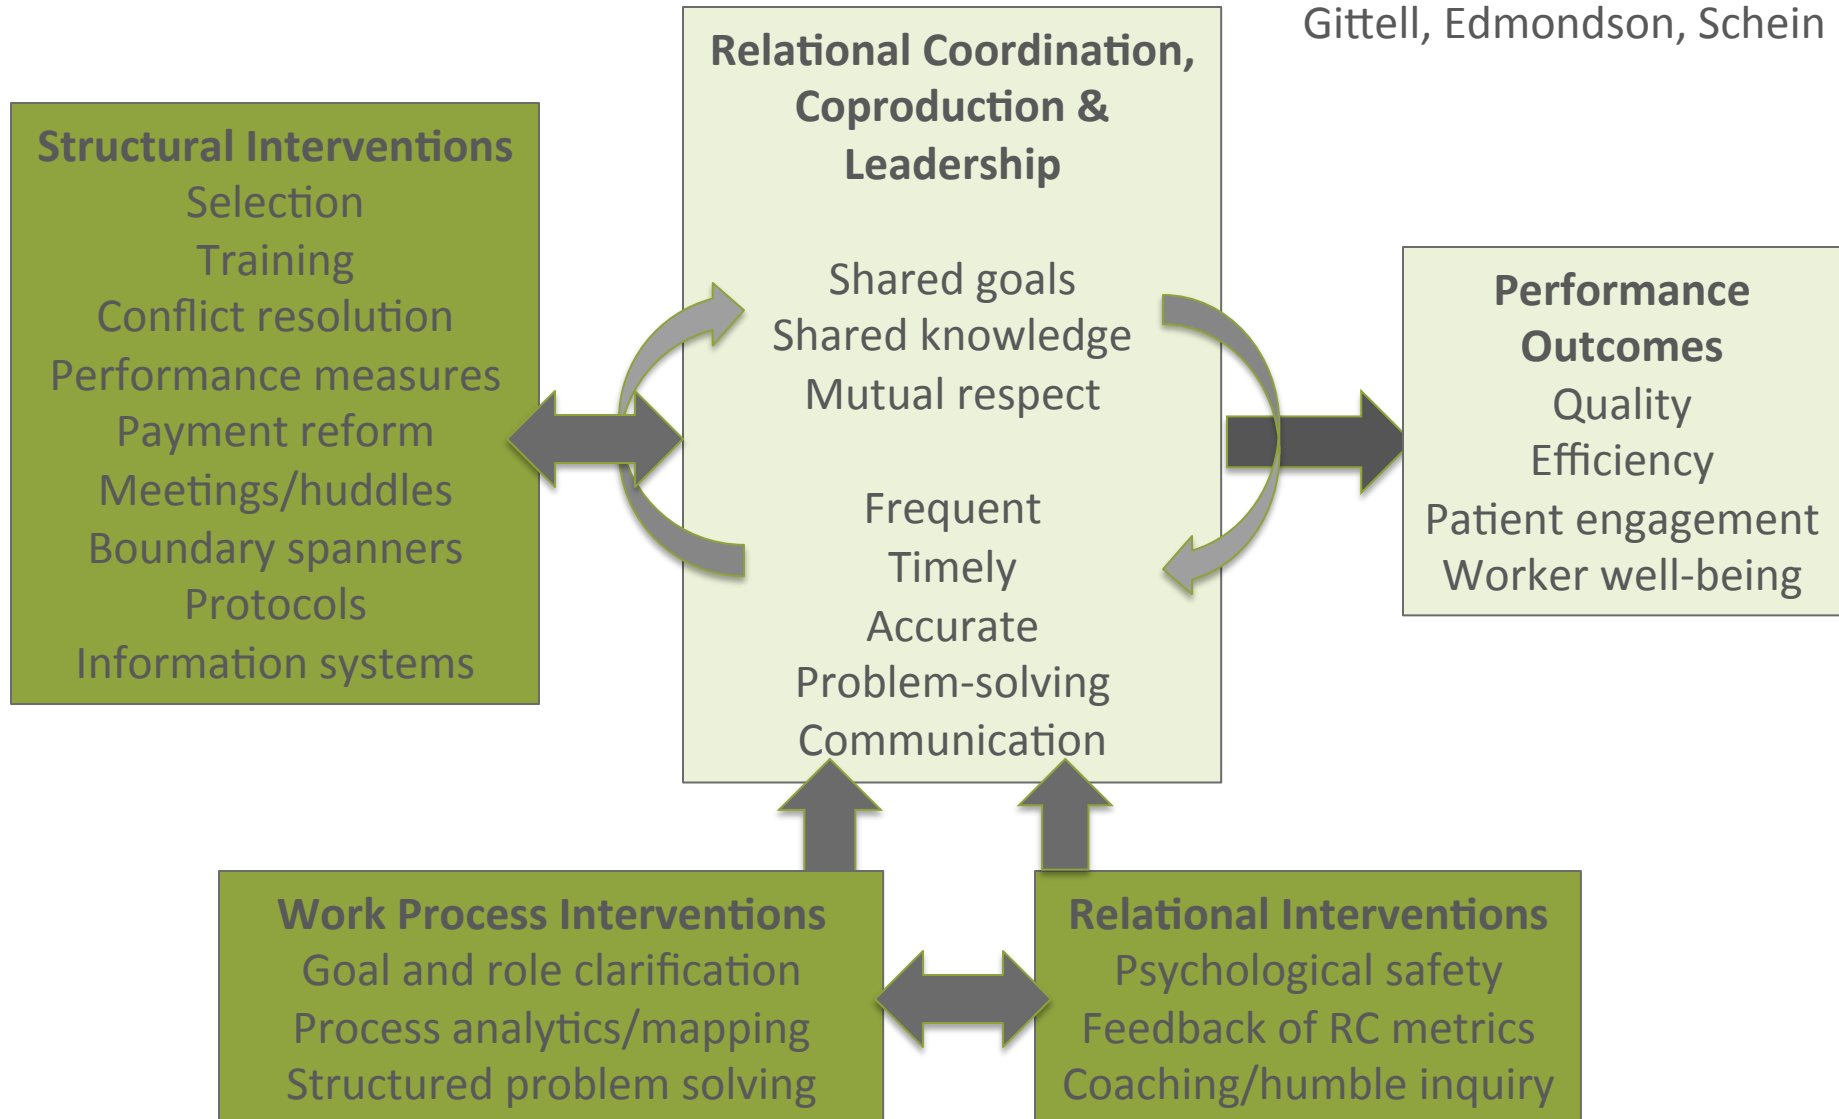 Gittell, Edmondson, Schein
Relational Coordination,
Coproduction &
Leadership
Shared goals
Shared knowledge
Mutual respect
Frequent
Timely
Accurate
Problem-solving
Communication
Structural Interventions
Selection
Training
Conflict resolution
Performance measures
Payment reform
Meetings/huddles
Boundary spanners
Protocols
Information systems
Performance
Outcomes
Quality
Efficiency
Patient engagement
Worker well-being
Work Process Interventions
Goal and role clarification
Process analytics/mapping
Structured problem solving
Relational Interventions
Psychological safety
Feedback of RC metrics
Coaching/humble inquiry